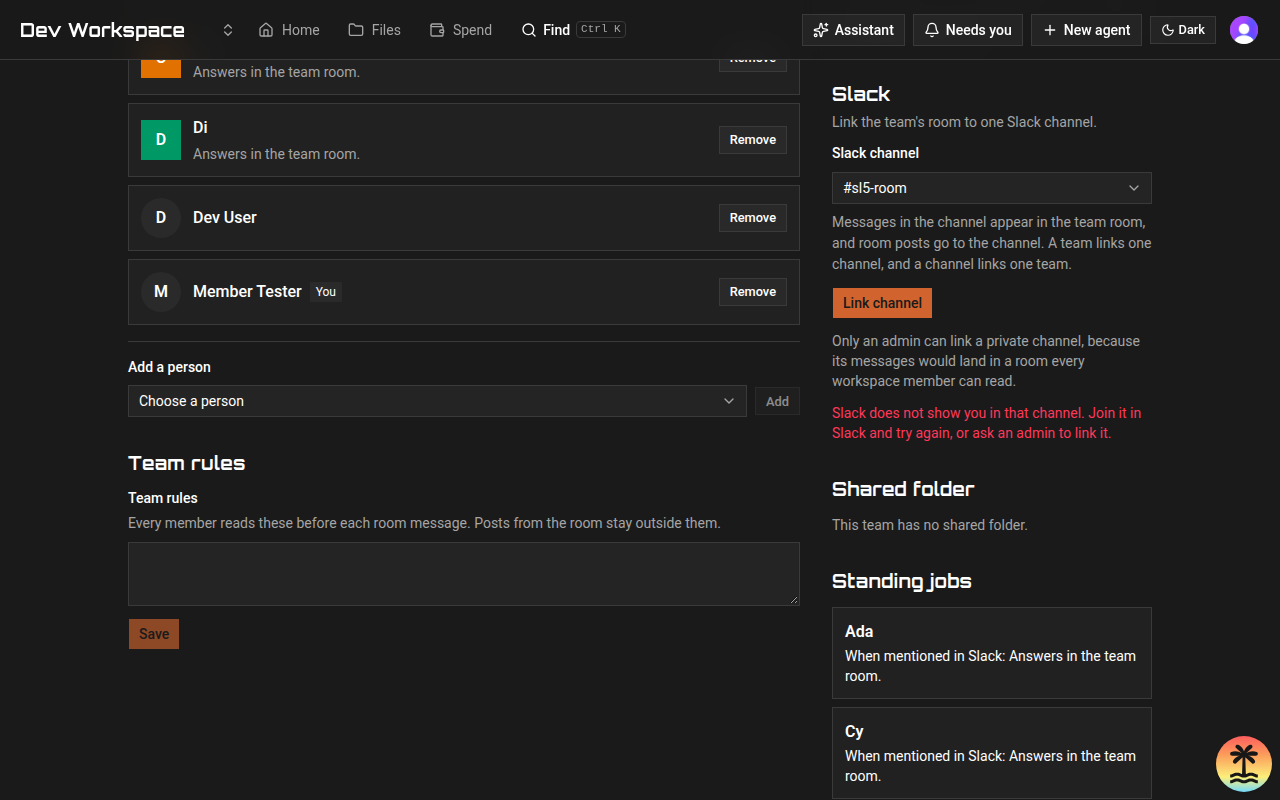 Dev Workspace
Home
Files
Spend
Find
Ctrl K
Assistant
Needs you
New agent
Dark
Answers in the team room.
Remove
D
Di
Answers in the team room.
Remove
D
Dev User
Remove
M
Member Tester
You
Remove
Add a person
Choose a person
Add
Team rules
Team rules
Every member reads these before each room message. Posts from the room stay outside them.
Save
Slack
Link the team's room to one Slack channel.
Slack channel
#sl5-room
Messages in the channel appear in the team room,
and room posts go to the channel. A team links one
channel, and a channel links one team.
Link channel
Only an admin can link a private channel, because
its messages would land in a room every
workspace member can read.
Slack does not show you in that channel. Join it in
Slack and try again, or ask an admin to link it.
Shared folder
This team has no shared folder.
Standing jobs
Ada
When mentioned in Slack: Answers in the team
room.
Cy
When mentioned in Slack: Answers in the team
room.